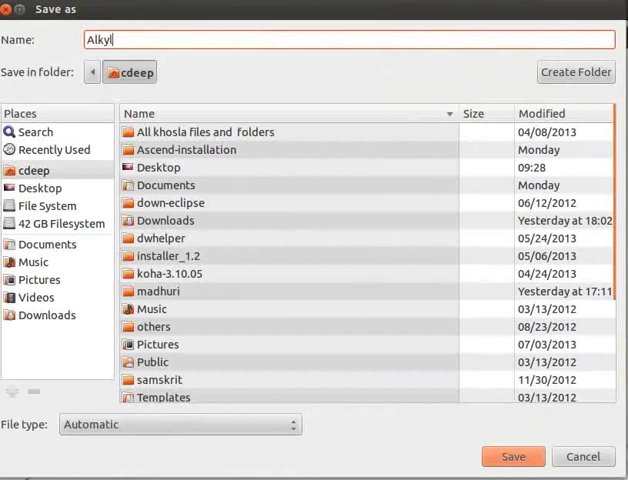 Save as
Name: Alkyl
Save in folder: cdeep Create Folder
Places Name Size Modified
Search All khosla files and folders 04/08/2013
Recently Used Ascend-installation Monday
cdeep Desktop 09:28
Desktop Documents Monday
File System down-eclipse 06/12/2012
42 GB Filesystem Downloads Yesterday at 18:02
Documents dwhelper 05/24/2013
Music installer_1.2 05/06/2013
Pictures koha-3.10.05 04/24/2013
Videos madhuri Yesterday at 17:11
Downloads Music 03/13/2012
others 08/23/2012
Pictures 07/03/2013
Public 03/13/2012
samskrit 11/30/2012
Templates 03/13/2012
File type: Automatic
Save Cancel